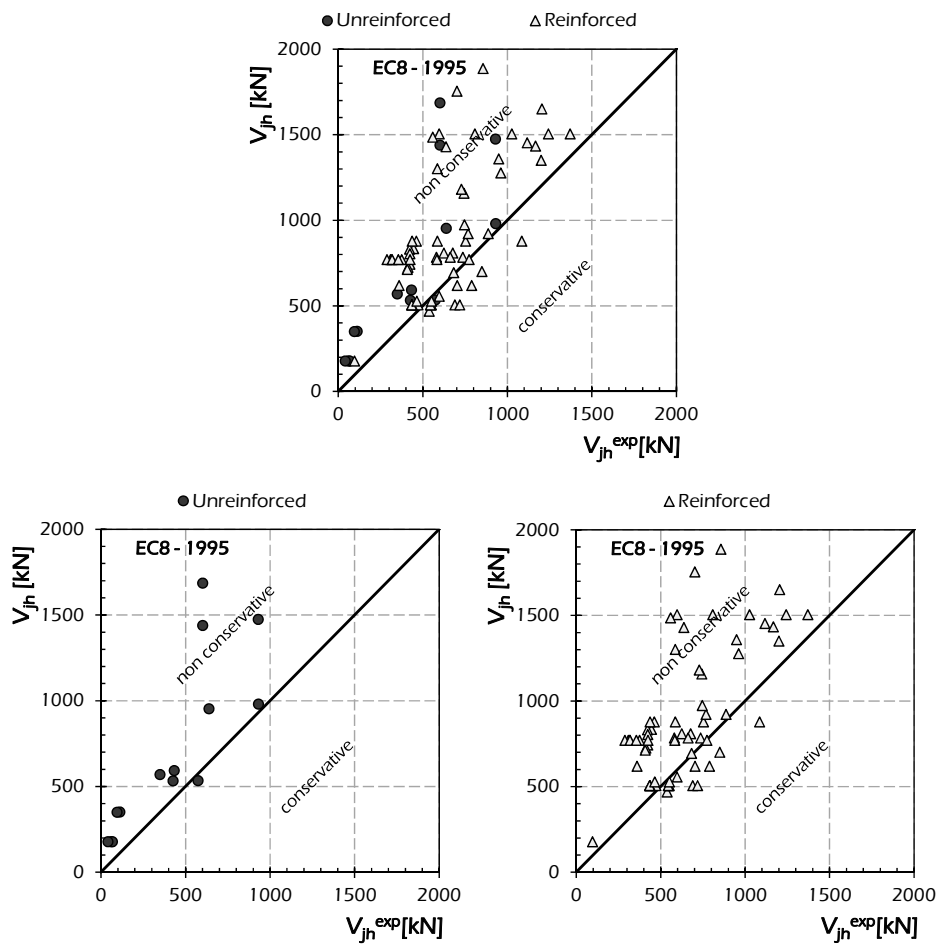 Unreinforced Reinforced
2000
EC8 - 1995
1500
non conservative
1000
conservative
500
0
0 500 1000 1500 2000
V_jh [kN]
V_jh^exp[kN]
Unreinforced
2000
EC8 - 1995
1500
non conservative
1000
conservative
500
0
0 500 1000 1500 2000
V_jh [kN]
V_jh^exp[kN]
Reinforced
2000
EC8 - 1995
1500
non conservative
1000
conservative
500
0
0 500 1000 1500 2000
V_jh [kN]
V_jh^exp[kN]